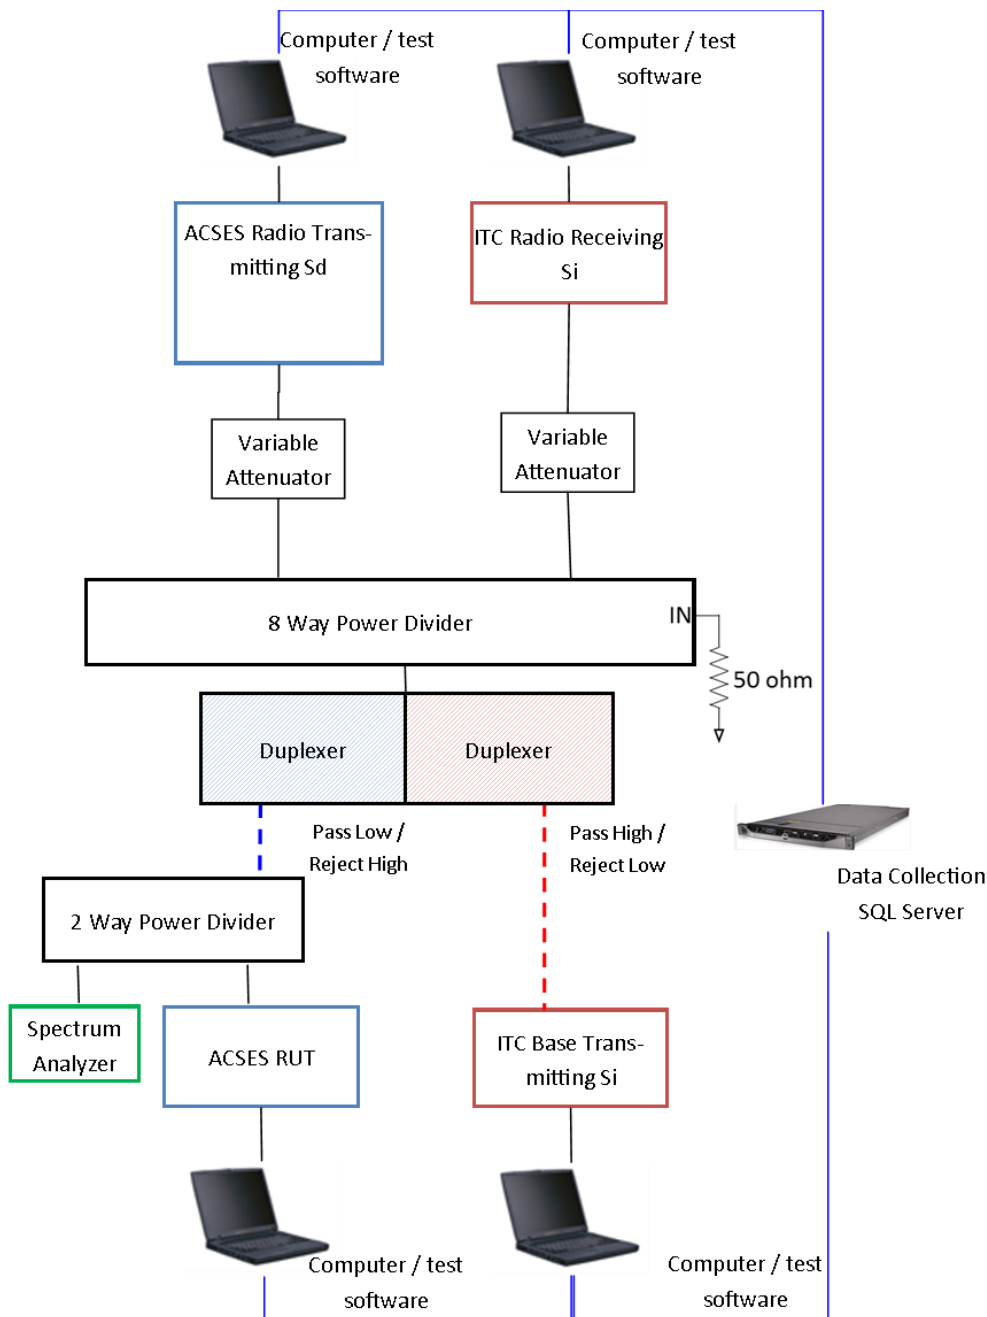 Computer / test
software
Computer / test
software
ACSES Radio Trans-
mitting Sd
ITC Radio Receiving
Si
Variable
Attenuator
Variable
Attenuator
8 Way Power Divider
IN
50 ohm
Duplexer
Duplexer
Pass Low /
Reject High
Pass High /
Reject Low
Data Collection
SQL Server
2 Way Power Divider
Spectrum
Analyzer
ACSES RUT
ITC Base Trans-
mitting Si
Computer / test
software
Computer / test
software